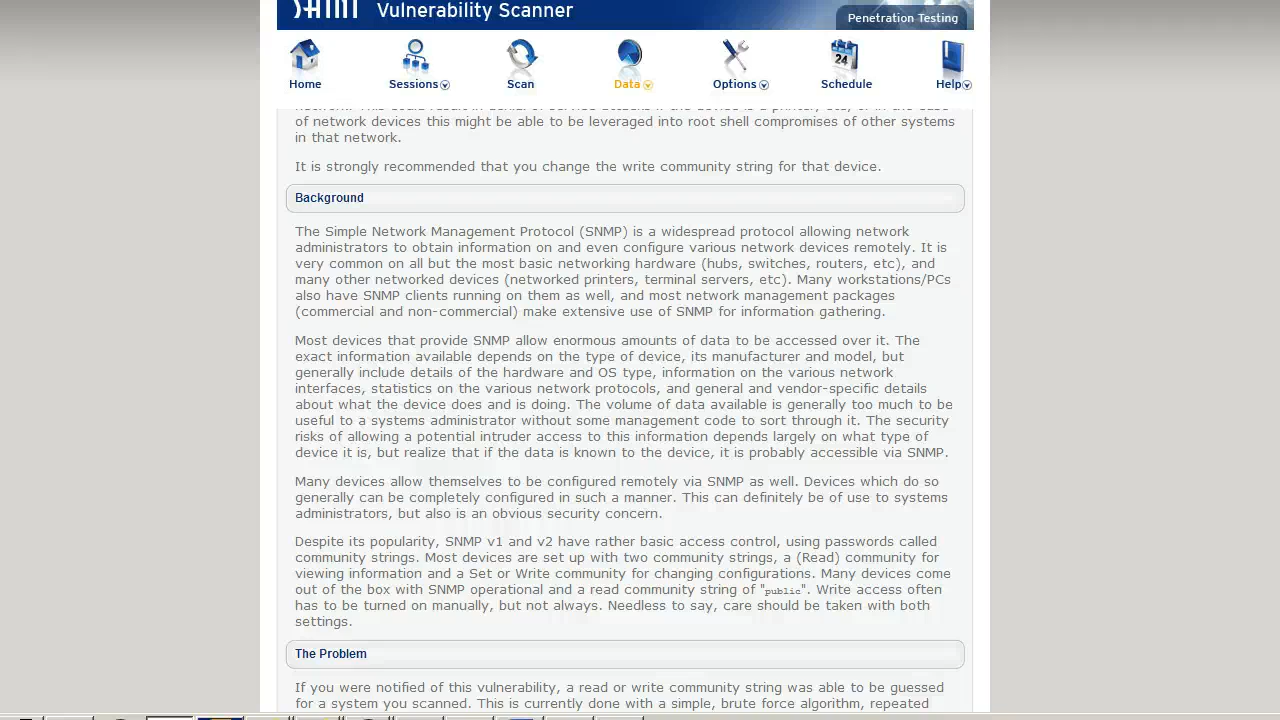 SAINT Vulnerability Scanner
Penetration Testing
Home
Sessions
Scan
Data
Options
24
Schedule
Help
of network devices this might be able to be leveraged into root shell compromises of other systems
in that network.
It is strongly recommended that you change the write community string for that device.
Background
The Simple Network Management Protocol (SNMP) is a widespread protocol allowing network
administrators to obtain information on and even configure various network devices remotely. It is
very common on all but the most basic networking hardware (hubs, switches, routers, etc), and
many other networked devices (networked printers, terminal servers, etc). Many workstations/PCs
also have SNMP clients running on them as well, and most network management packages
(commercial and non-commercial) make extensive use of SNMP for information gathering.
Most devices that provide SNMP allow enormous amounts of data to be accessed over it. The
exact information available depends on the type of device, its manufacturer and model, but
generally include details of the hardware and OS type, information on the various network
interfaces, statistics on the various network protocols, and general and vendor-specific details
about what the device does and is doing. The volume of data available is generally too much to be
useful to a systems administrator without some management code to sort through it. The security
risks of allowing a potential intruder access to this information depends largely on what type of
device it is, but realize that if the data is known to the device, it is probably accessible via SNMP.
Many devices allow themselves to be configured remotely via SNMP as well. Devices which do so
generally can be completely configured in such a manner. This can definitely be of use to systems
administrators, but also is an obvious security concern.
Despite its popularity, SNMP v1 and v2 have rather basic access control, using passwords called
community strings. Most devices are set up with two community strings, a (Read) community for
viewing information and a Set or Write community for changing configurations. Many devices come
out of the box with SNMP operational and a read community string of "public". Write access often
has to be turned on manually, but not always. Needless to say, care should be taken with both
settings.
The Problem
If you were notified of this vulnerability, a read or write community string was able to be guessed
for a system you scanned. This is currently done with a simple, brute force algorithm, repeated